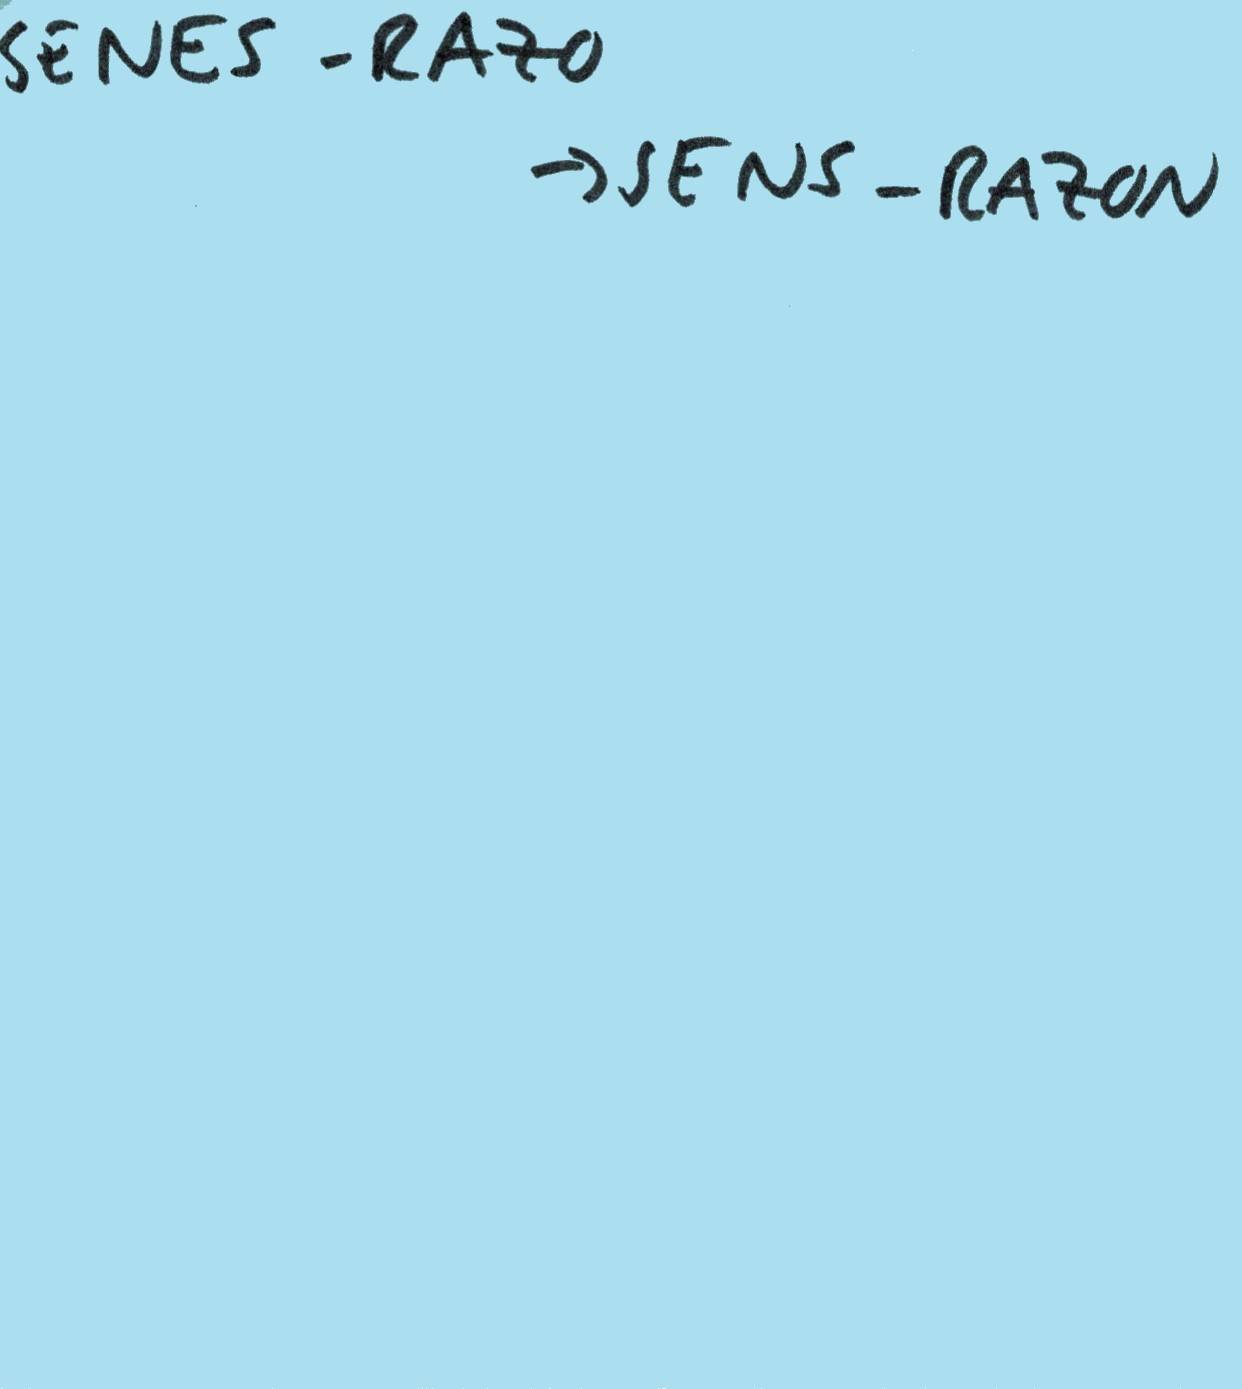 SENES - RAZO
→ SENS - RAZON